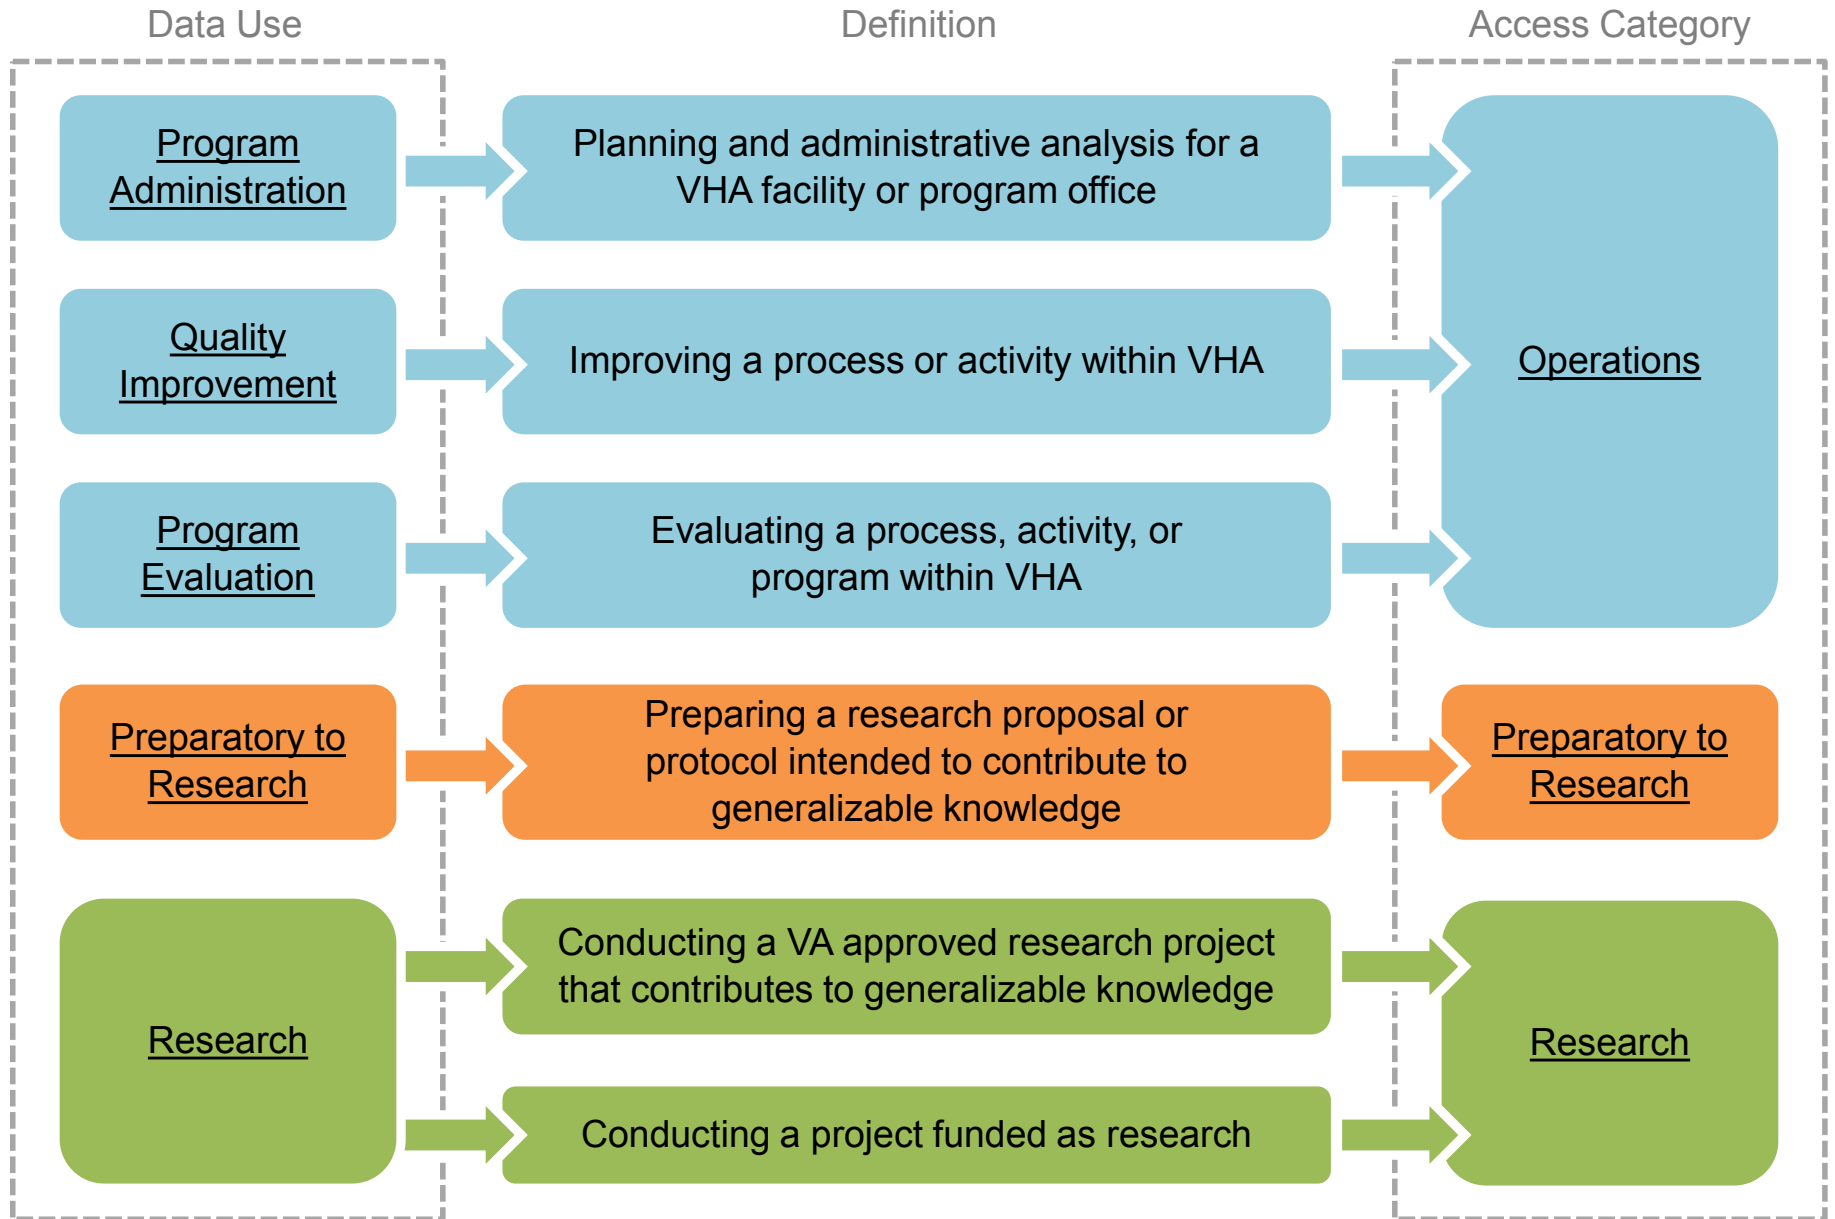 Data Use
Definition
Access Category
Program
Administration
Planning and administrative analysis for a
VHA facility or program office
Quality
Improvement
Improving a process or activity within VHA
Operations
Program
Evaluation
Evaluating a process, activity, or
program within VHA
Preparatory to
Research
Preparing a research proposal or
protocol intended to contribute to
generalizable knowledge
Preparatory to
Research
Research
Conducting a VA approved research project
that contributes to generalizable knowledge
Conducting a project funded as research
Research